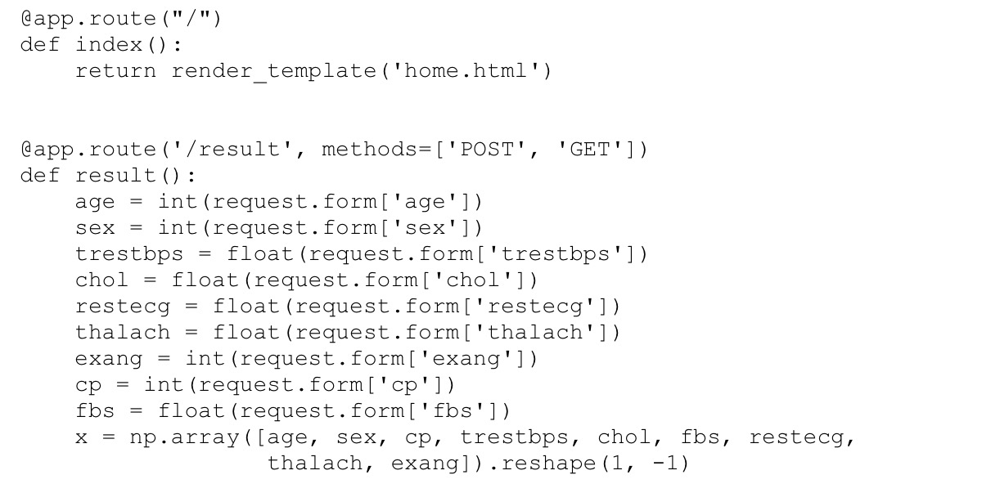 @app.route("/")
def index():
    return render_template('home.html')
@app.route('/result', methods=['POST', 'GET'])
def result():
    age = int(request.form['age'])
    sex = int(request.form['sex'])
    trestbps = float(request.form['trestbps'])
    chol = float(request.form['chol'])
    restecg = float(request.form['restecg'])
    thalach = float(request.form['thalach'])
    exang = int(request.form['exang'])
    cp = int(request.form['cp'])
    fbs = float(request.form['fbs'])
    x = np.array([age, sex, cp, trestbps, chol, fbs, restecg,
                  thalach, exang]).reshape(1, -1)